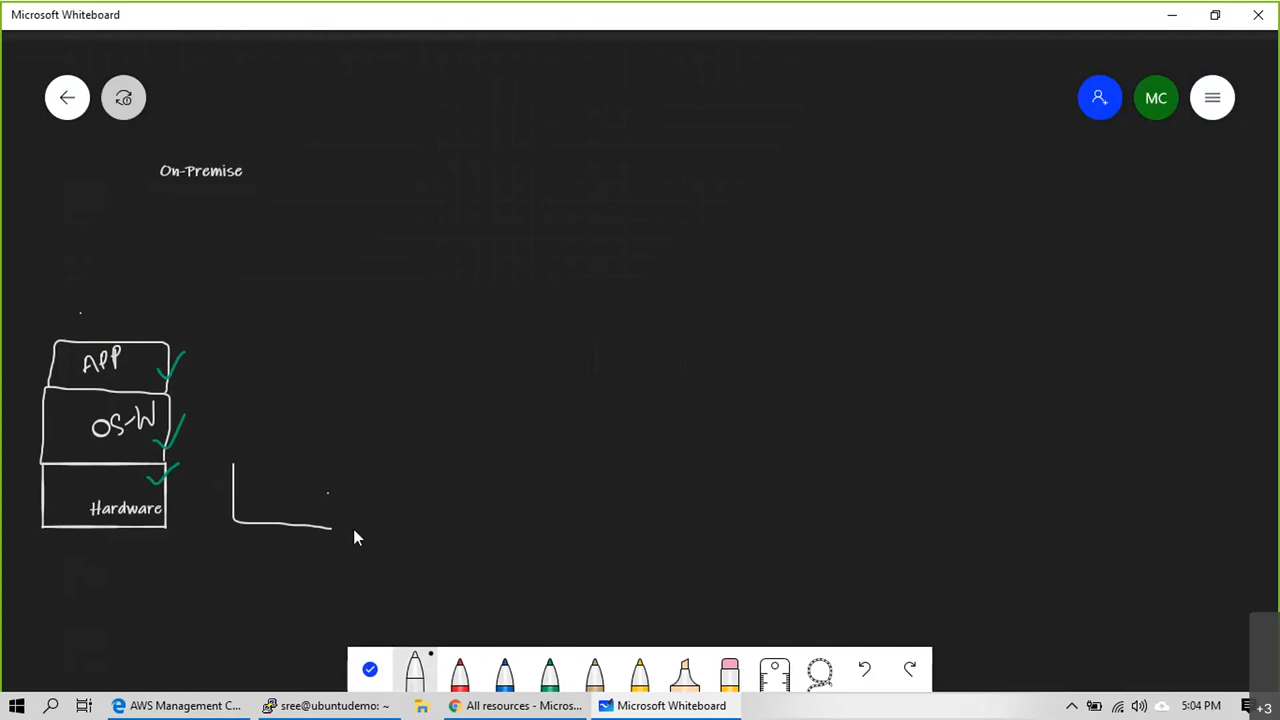 Microsoft Whiteboard
MC
On-Premise
APP
OS-W
Hardware
AWS Management C...
sree@ubuntudemo: ~
All resources - Micros...
Microsoft Whiteboard
5:04 PM
+3